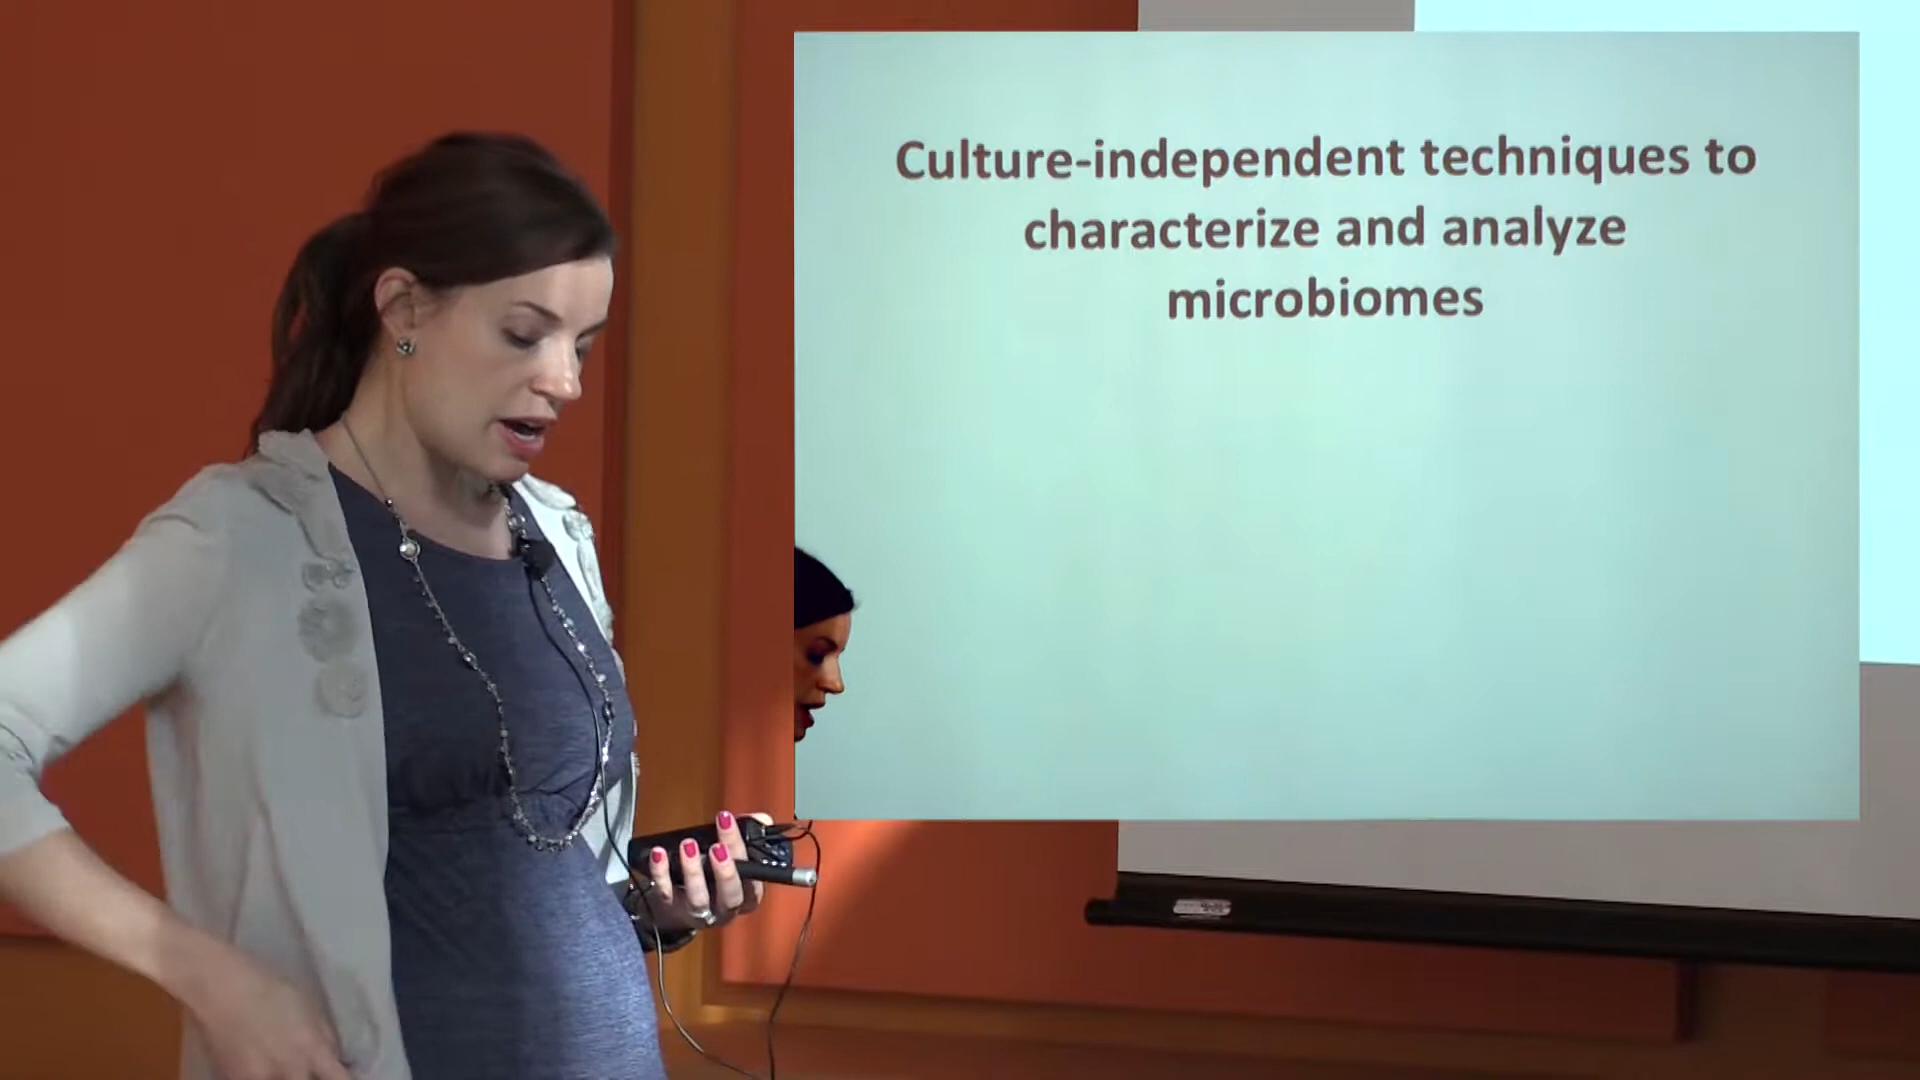 Culture-independent techniques to
characterize and analyze
microbiomes